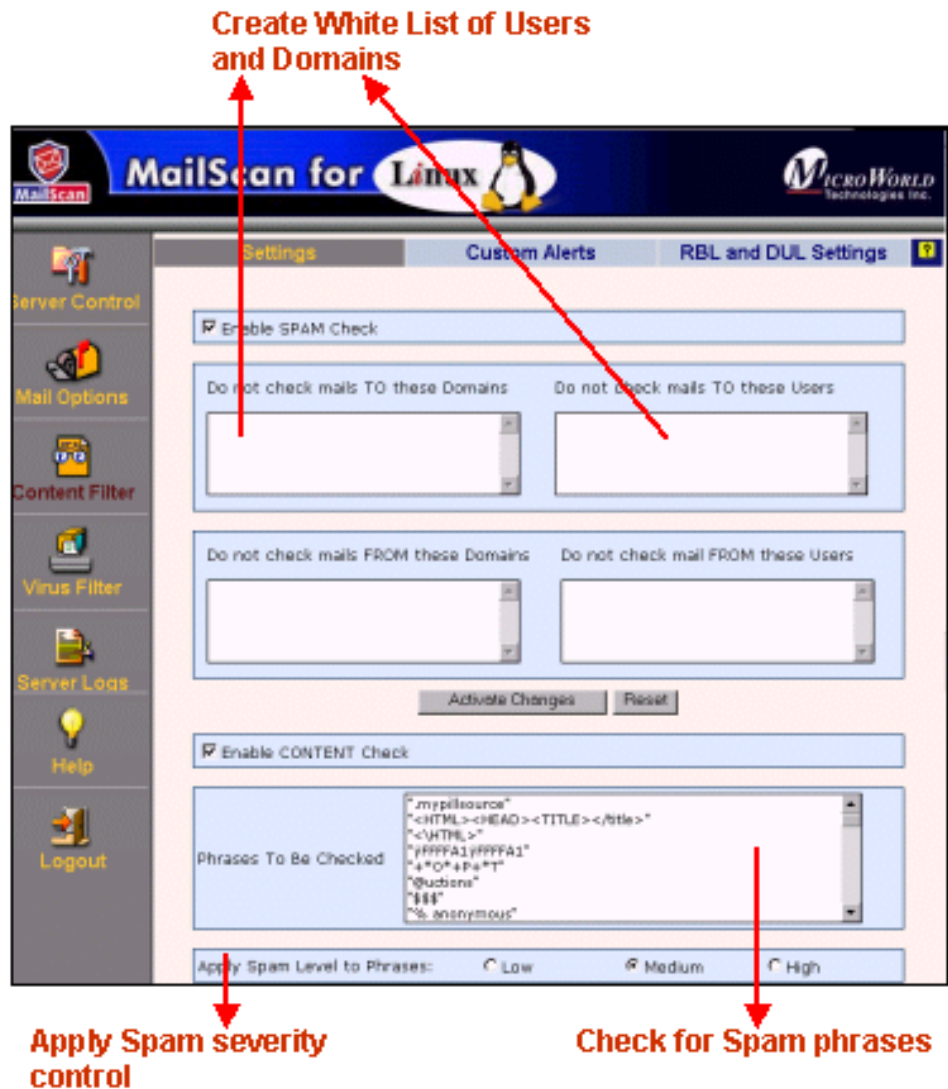 Create White List of Users
and Domains
MailScan
MailScan for Linux
MICROWORLD
Technologies Inc.
Settings
Custom Alerts
RBL and DUL Settings
?
Server Control
Mail Options
Content Filter
Virus Filter
Server Logs
Help
Logout
Enable SPAM Check
Do not check mails TO these Domains
Do not check mails TO these Users
Do not check mails FROM these Domains
Do not check mail FROM these Users
Activate Changes
Reset
Enable CONTENT Check
Phrases To Be Checked
".mypillsource"
"<HTML><HEAD><TITLE></title>"
"<\HTML>"
"ÿFFFFA1ÿFFFFA1"
"+*O*+P+*T"
"@uctions"
"$$$"
"% anonymous"
Apply Spam Level to Phrases:
Low
Medium
High
Apply Spam severity
control
Check for Spam phrases